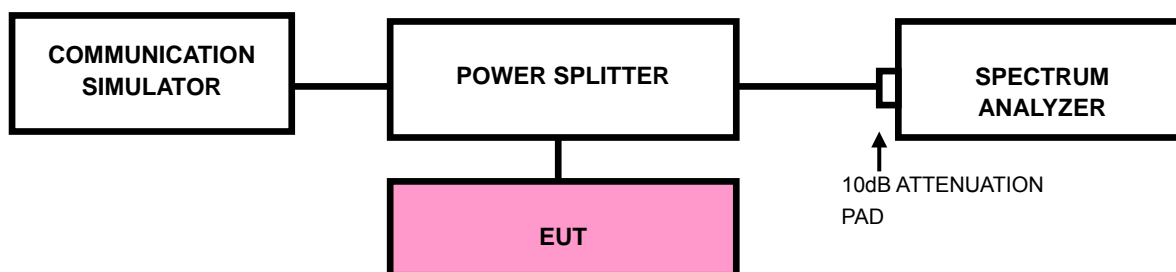 COMMUNICATION
SIMULATOR
POWER SPLITTER
SPECTRUM
ANALYZER
10dB ATTENUATION
PAD
EUT